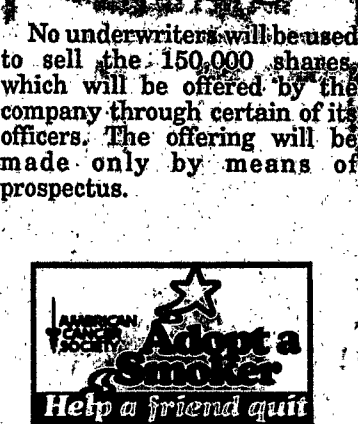 No underwriters will be used
to sell the 150,000 shares,
which will be offered by the
company through certain of its
officers. The offering will be
made only by means of
prospectus.
AMERICAN
CANCER
SOCIETY
Adopt a
Smoker
Help a friend quit